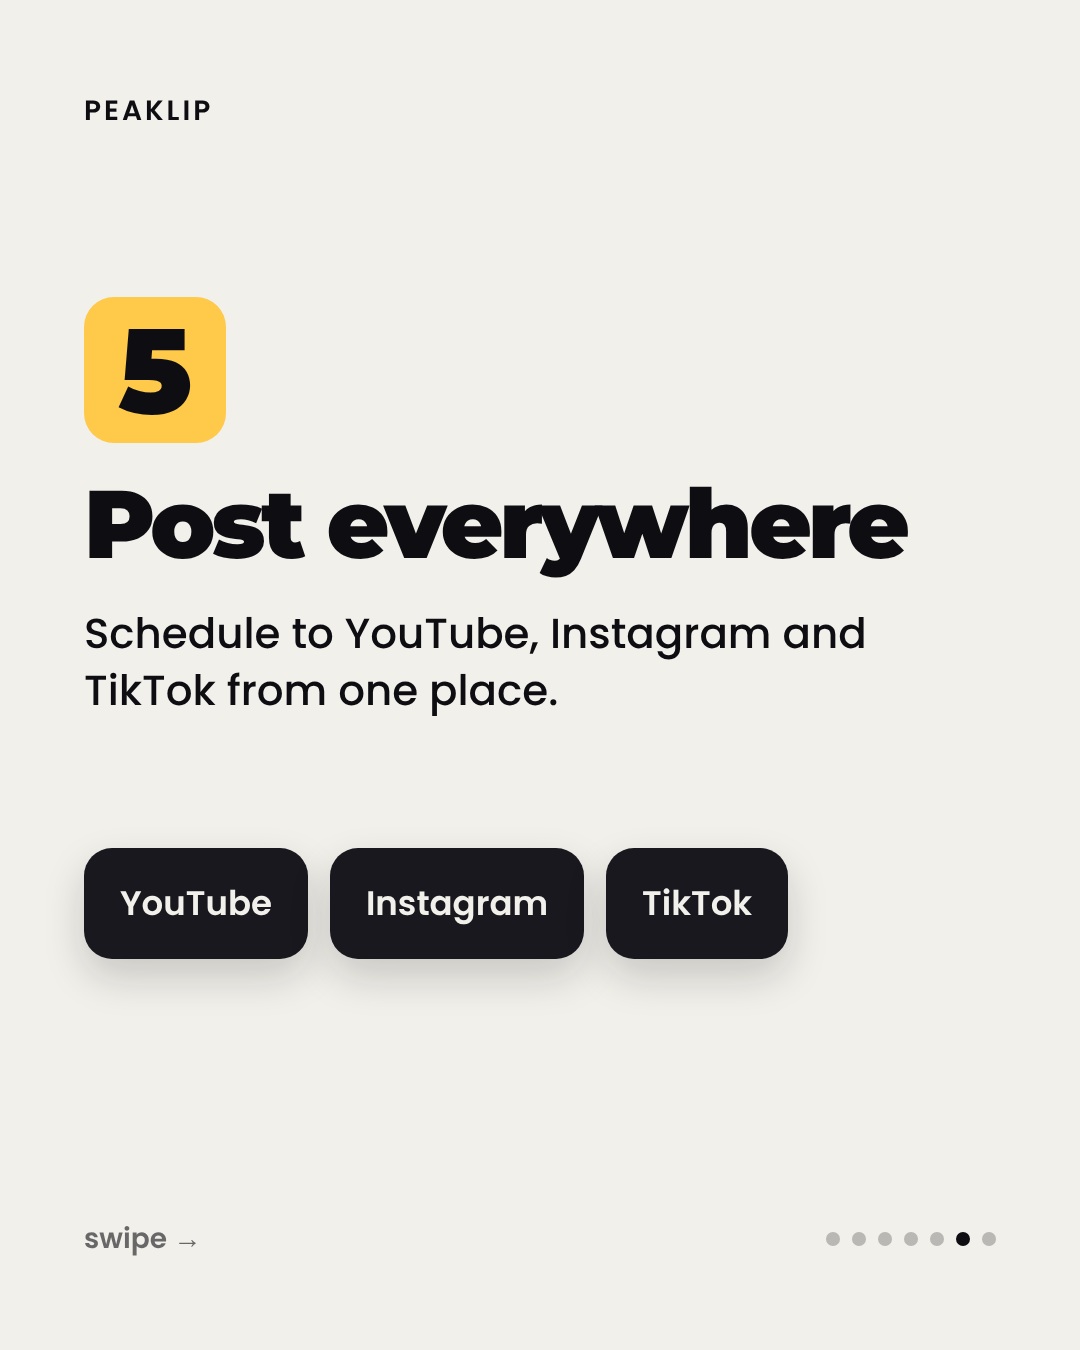 PEAKLIP
5
Post everywhere
Schedule to YouTube, Instagram and
TikTok from one place.
YouTube Instagram TikTok
swipe →